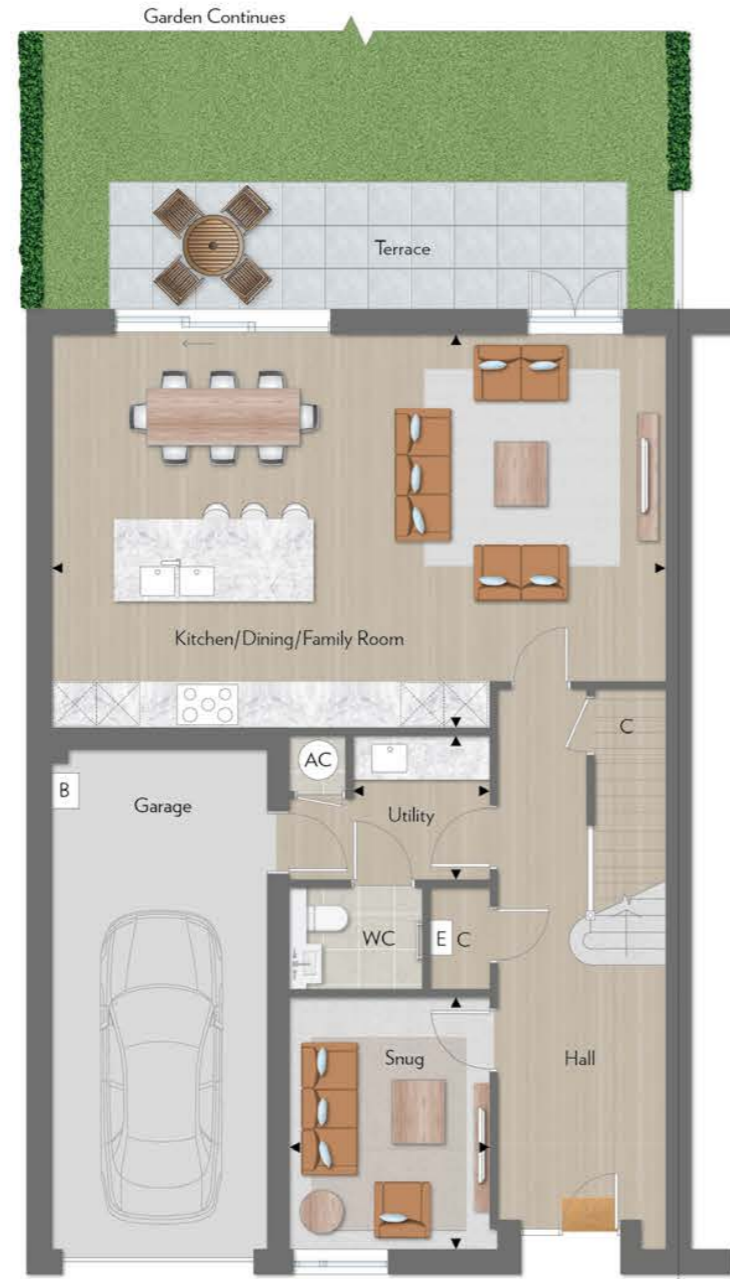 Garden Continues
Terrace
Kitchen/Dining/Family Room
C
AC
B
Garage
Utility
WC
E C
Snug
Hall